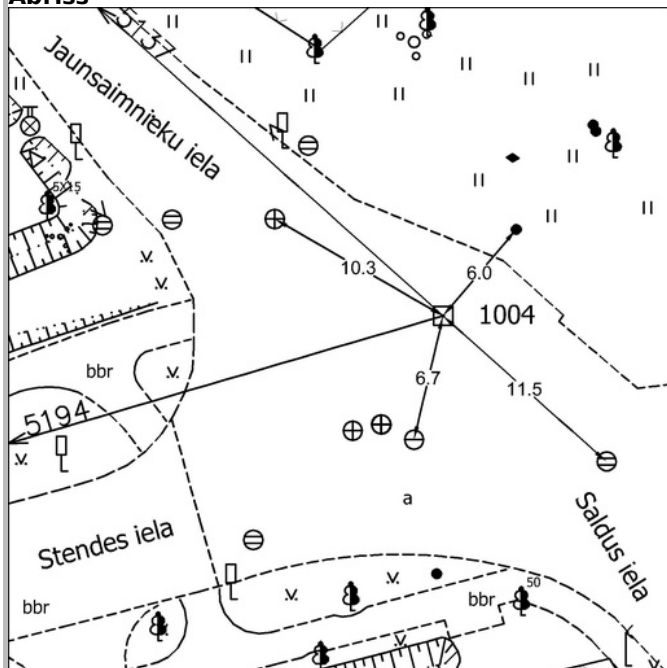 Abriss
5137
Jaunsaimnieku iela
5X15
10.3
6.0
1004
bbr
6.7
11.5
5194
a
Stendes iela
Saldus iela
50
bbr
bbr